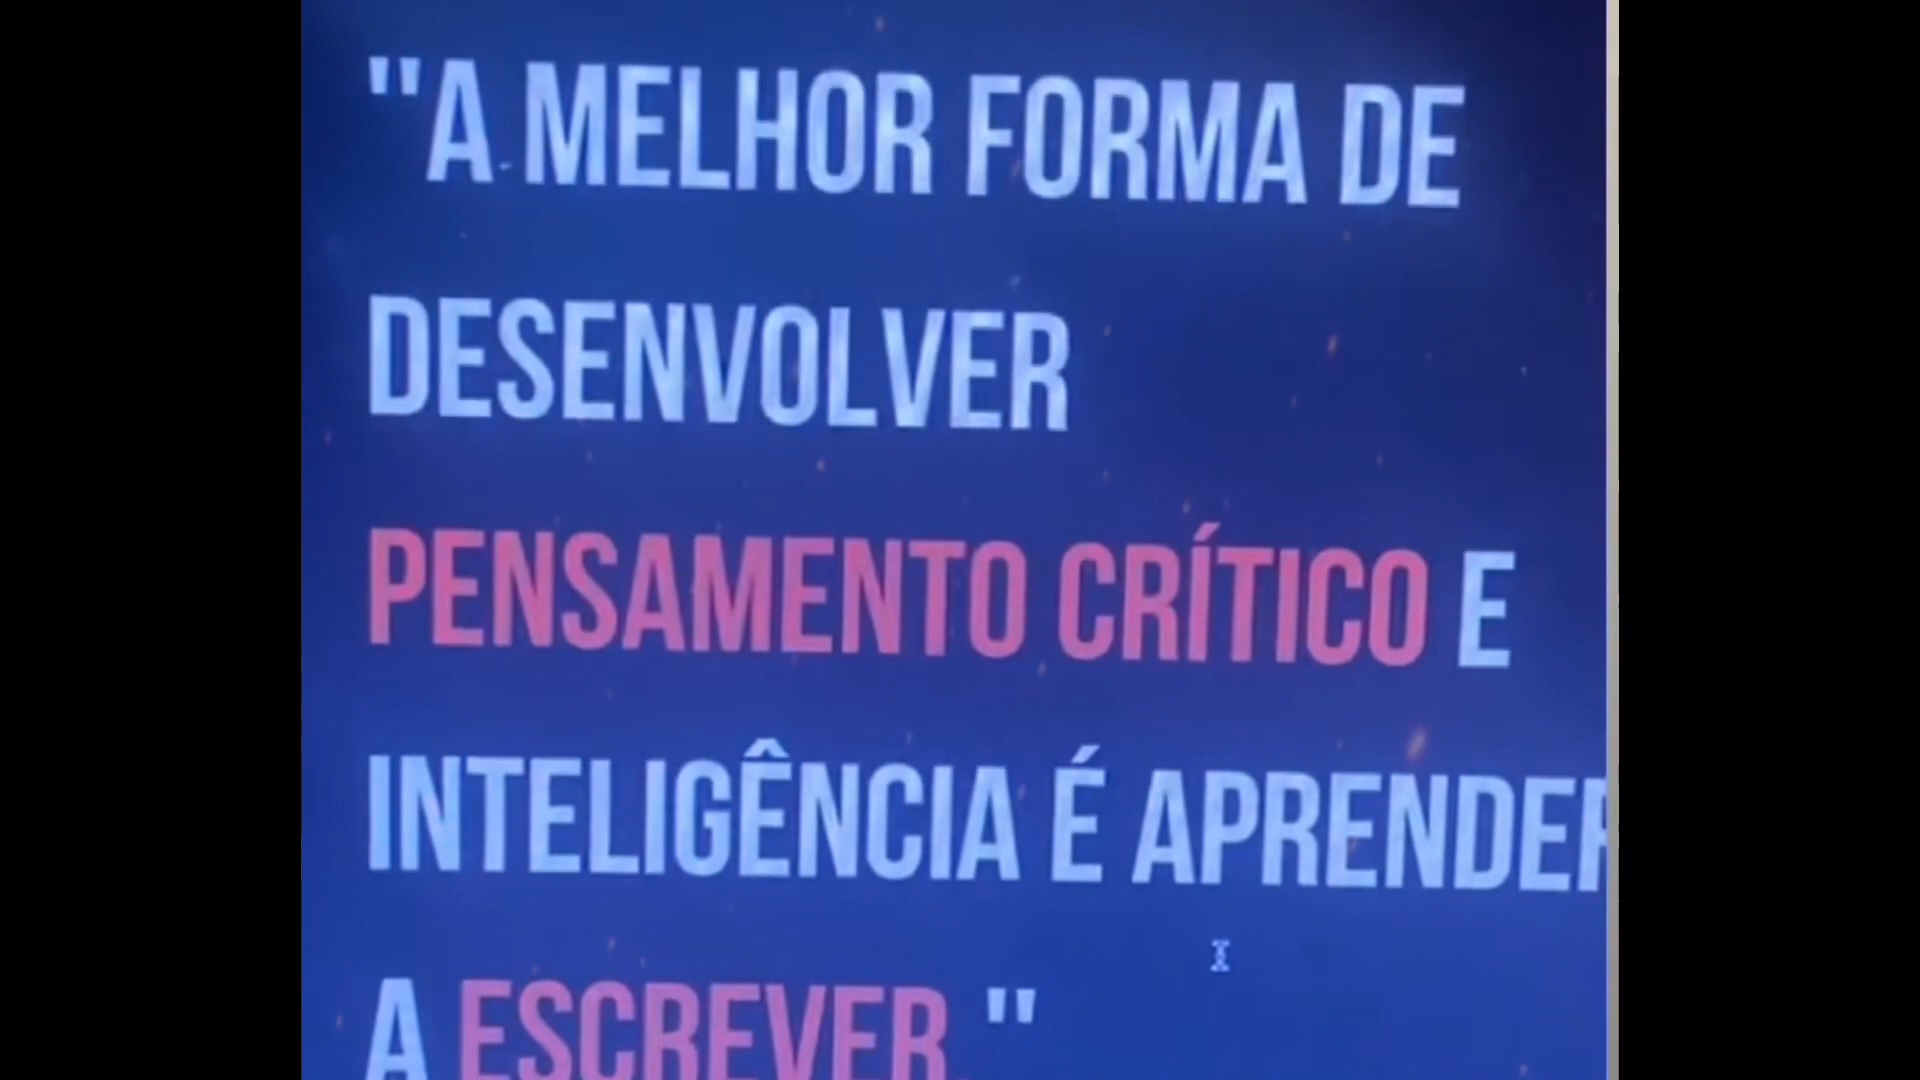 "A MELHOR FORMA DE
DESENVOLVER
PENSAMENTO CRÍTICO E
INTELIGÊNCIA É APRENDER
A ESCREVER."